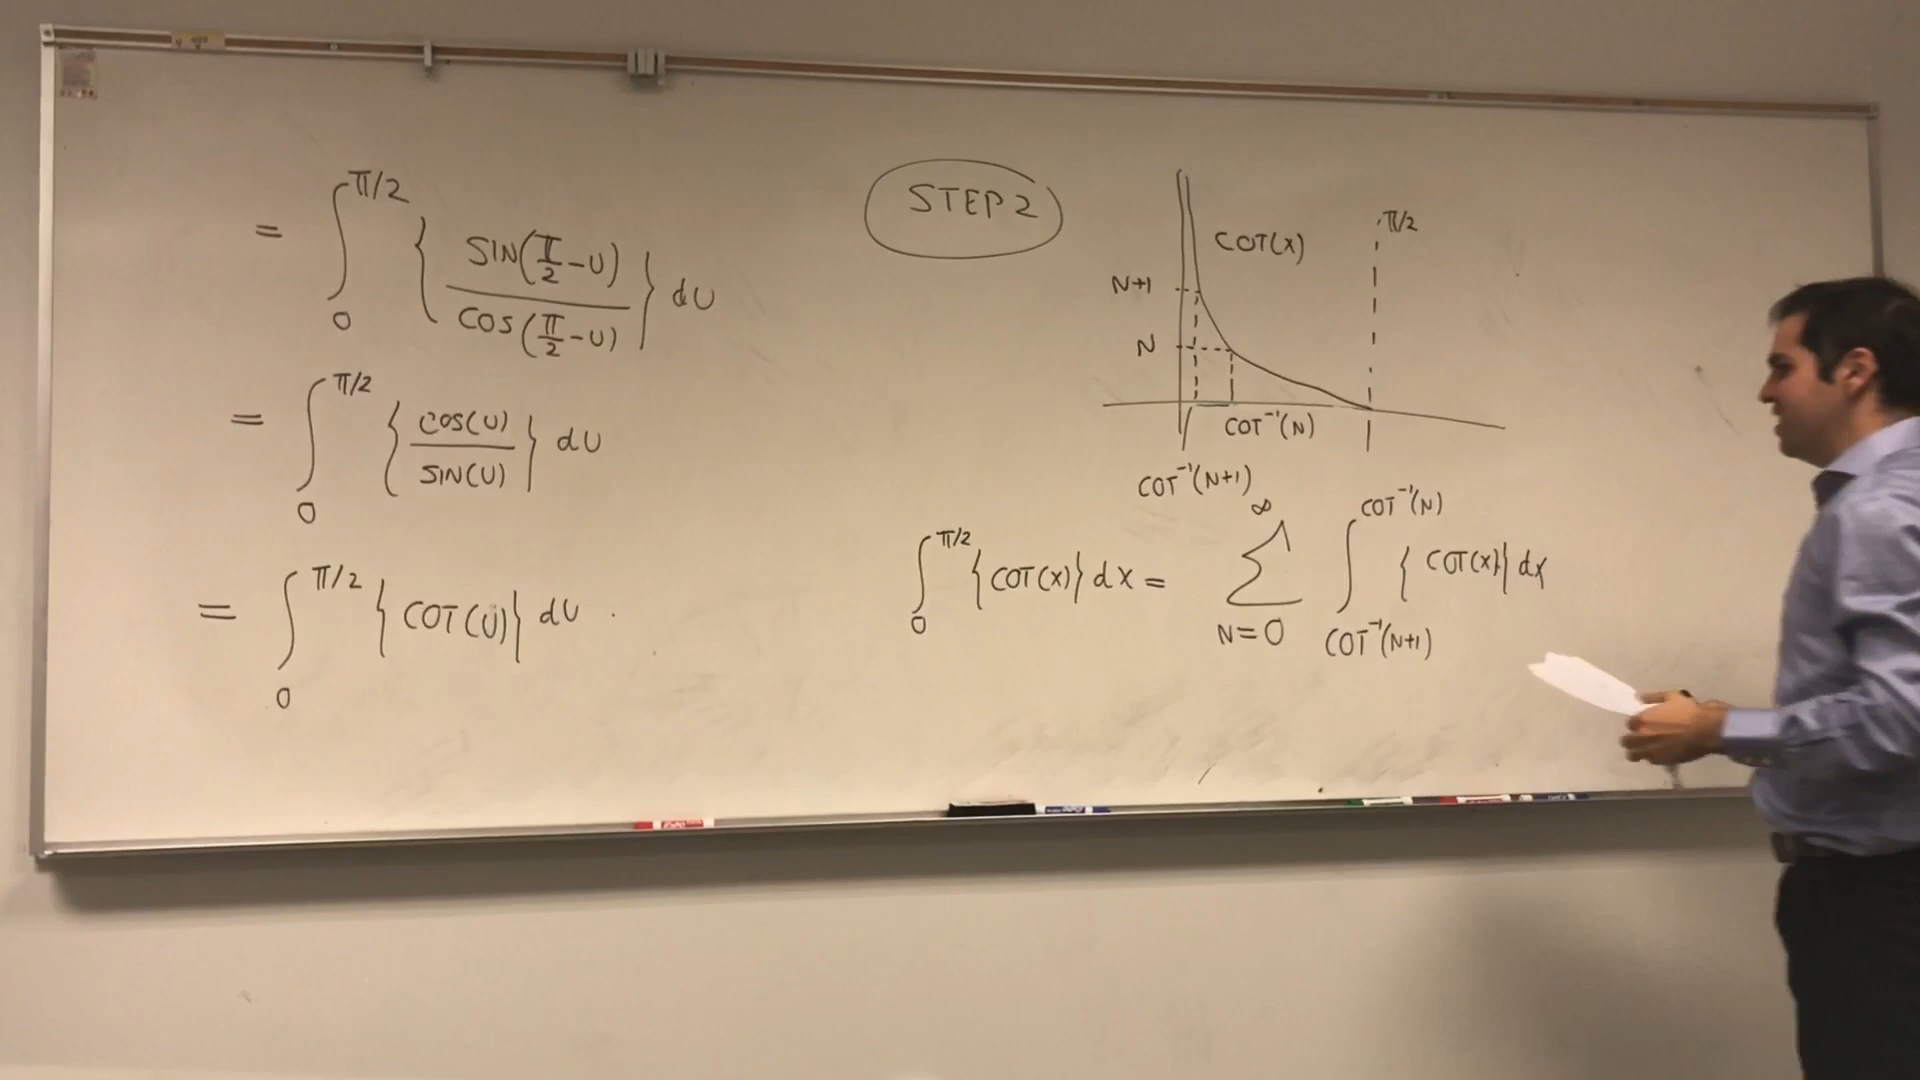 = ∫₀^π/2 { SIN(π/2 − U) / COS(π/2 − U) } dU
= ∫₀^π/2 { COS(U) / SIN(U) } dU
= ∫₀^π/2 { COT(U) } dU .
STEP 2
COT(X)
π/2
N+1
N
COT⁻¹(N)
COT⁻¹(N+1)
∫₀^π/2 { COT(X) } dX = ∑_{N=0}^∞ ∫_{COT⁻¹(N+1)}^{COT⁻¹(N)} { COT(X) } dX